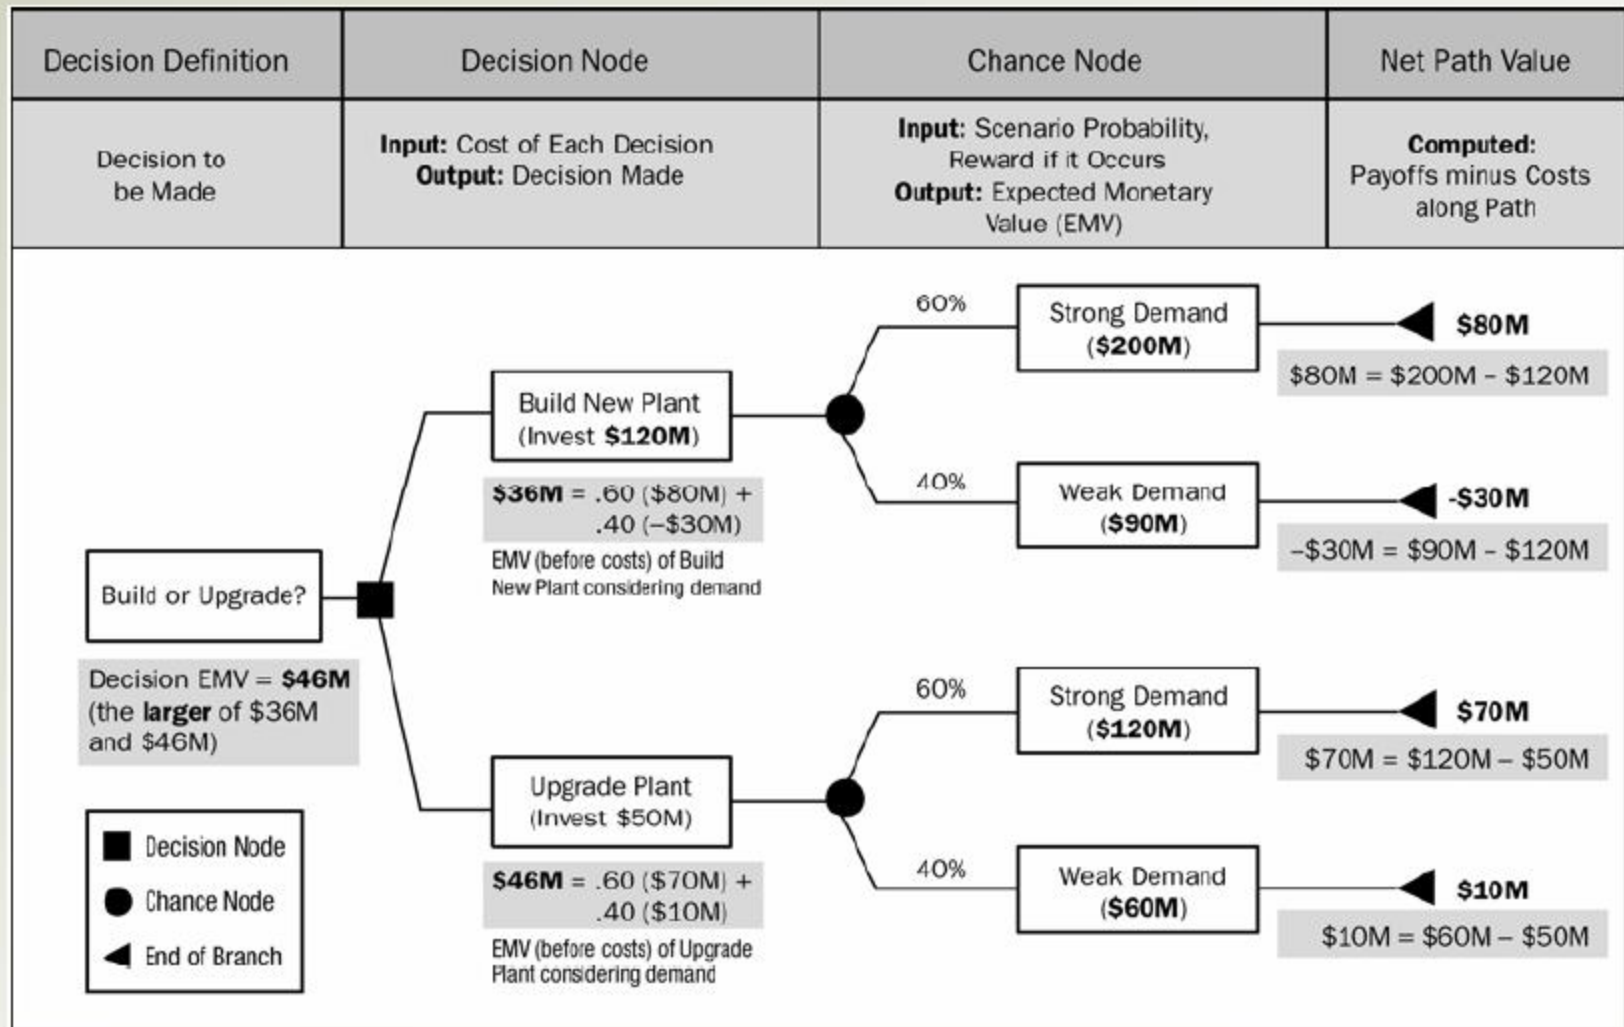 Decision Definition
Decision Node
Chance Node
Net Path Value
Decision to
be Made
Input: Cost of Each Decision
Output: Decision Made
Input: Scenario Probability,
Reward if it Occurs
Output: Expected Monetary
Value (EMV)
Computed:
Payoffs minus Costs
along Path
Build or Upgrade?
Decision EMV = $46M
(the larger of $36M
and $46M)
Build New Plant
(Invest $120M)
$36M = .60 ($80M) +
.40 (–$30M)
EMV (before costs) of Build
New Plant considering demand
60%
Strong Demand
($200M)
$80M
$80M = $200M – $120M
40%
Weak Demand
($90M)
-$30M
–$30M = $90M – $120M
Upgrade Plant
(Invest $50M)
$46M = .60 ($70M) +
.40 ($10M)
EMV (before costs) of Upgrade
Plant considering demand
60%
Strong Demand
($120M)
$70M
$70M = $120M – $50M
40%
Weak Demand
($60M)
$10M
$10M = $60M – $50M
Decision Node
Chance Node
End of Branch